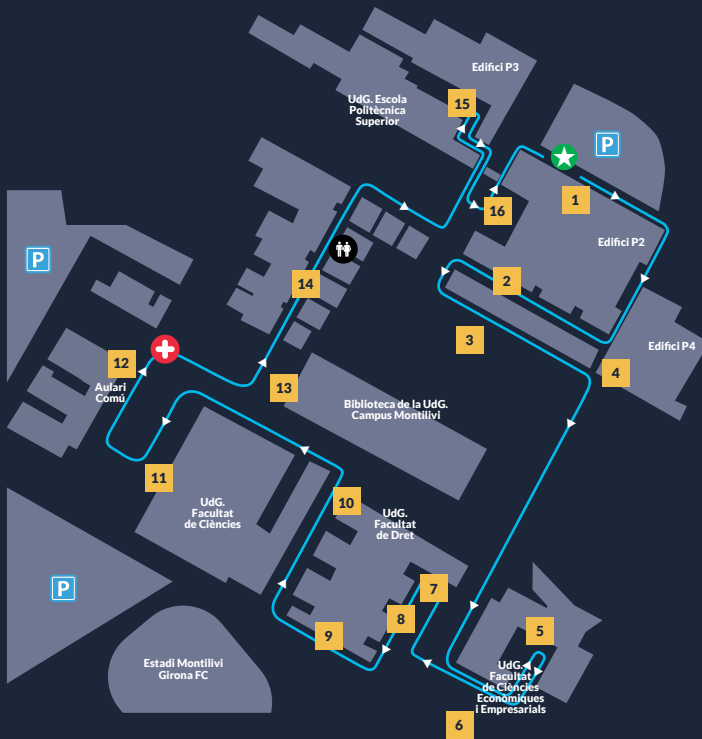 Edifici P3
UdG. Escola
Politècnica
Superior
15
P
1
16
Edifici P2
P
14
2
3
Edifici P4
12
4
Aulari
Comú
13
Biblioteca de la UdG.
Campus Montilivi
11
10
UdG.
Facultat
de Ciències
UdG.
Facultat
de Dret
P
7
8
9
5
Estadi Montilivi
Girona FC
UdG.
Facultat
de Ciències
Econòmiques
i Empresarials
6